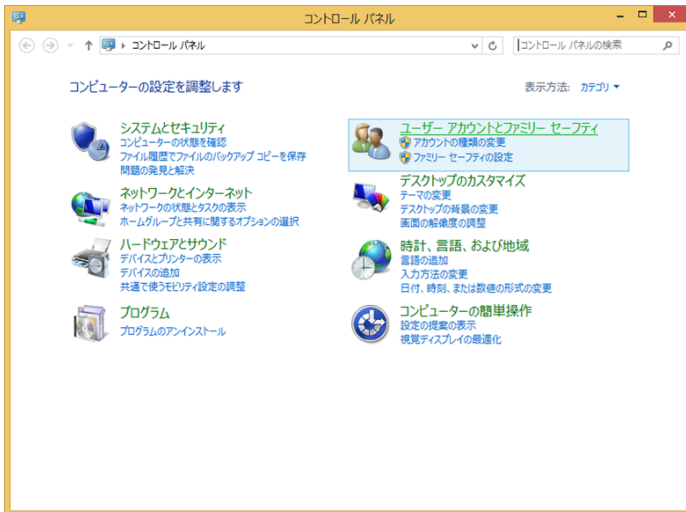 コントロール パネル
コントロール パネル
コントロール パネルの検索
コンピューターの設定を調整します
表示方法: カテゴリ
システムとセキュリティ
コンピューターの状態を確認
ファイル履歴でファイルのバックアップ コピーを保存
問題の発見と解決
ネットワークとインターネット
ネットワークの状態とタスクの表示
ホームグループと共有に関するオプションの選択
ハードウェアとサウンド
デバイスとプリンターの表示
デバイスの追加
共通で使うモビリティ設定の調整
プログラム
プログラムのアンインストール
ユーザー アカウントとファミリー セーフティ
アカウントの種類の変更
ファミリー セーフティの設定
デスクトップのカスタマイズ
テーマの変更
デスクトップの背景の変更
画面の解像度の調整
時計、言語、および地域
言語の追加
入力方法の変更
日付、時刻、または数値の形式の変更
コンピューターの簡単操作
設定の提案の表示
視覚ディスプレイの最適化